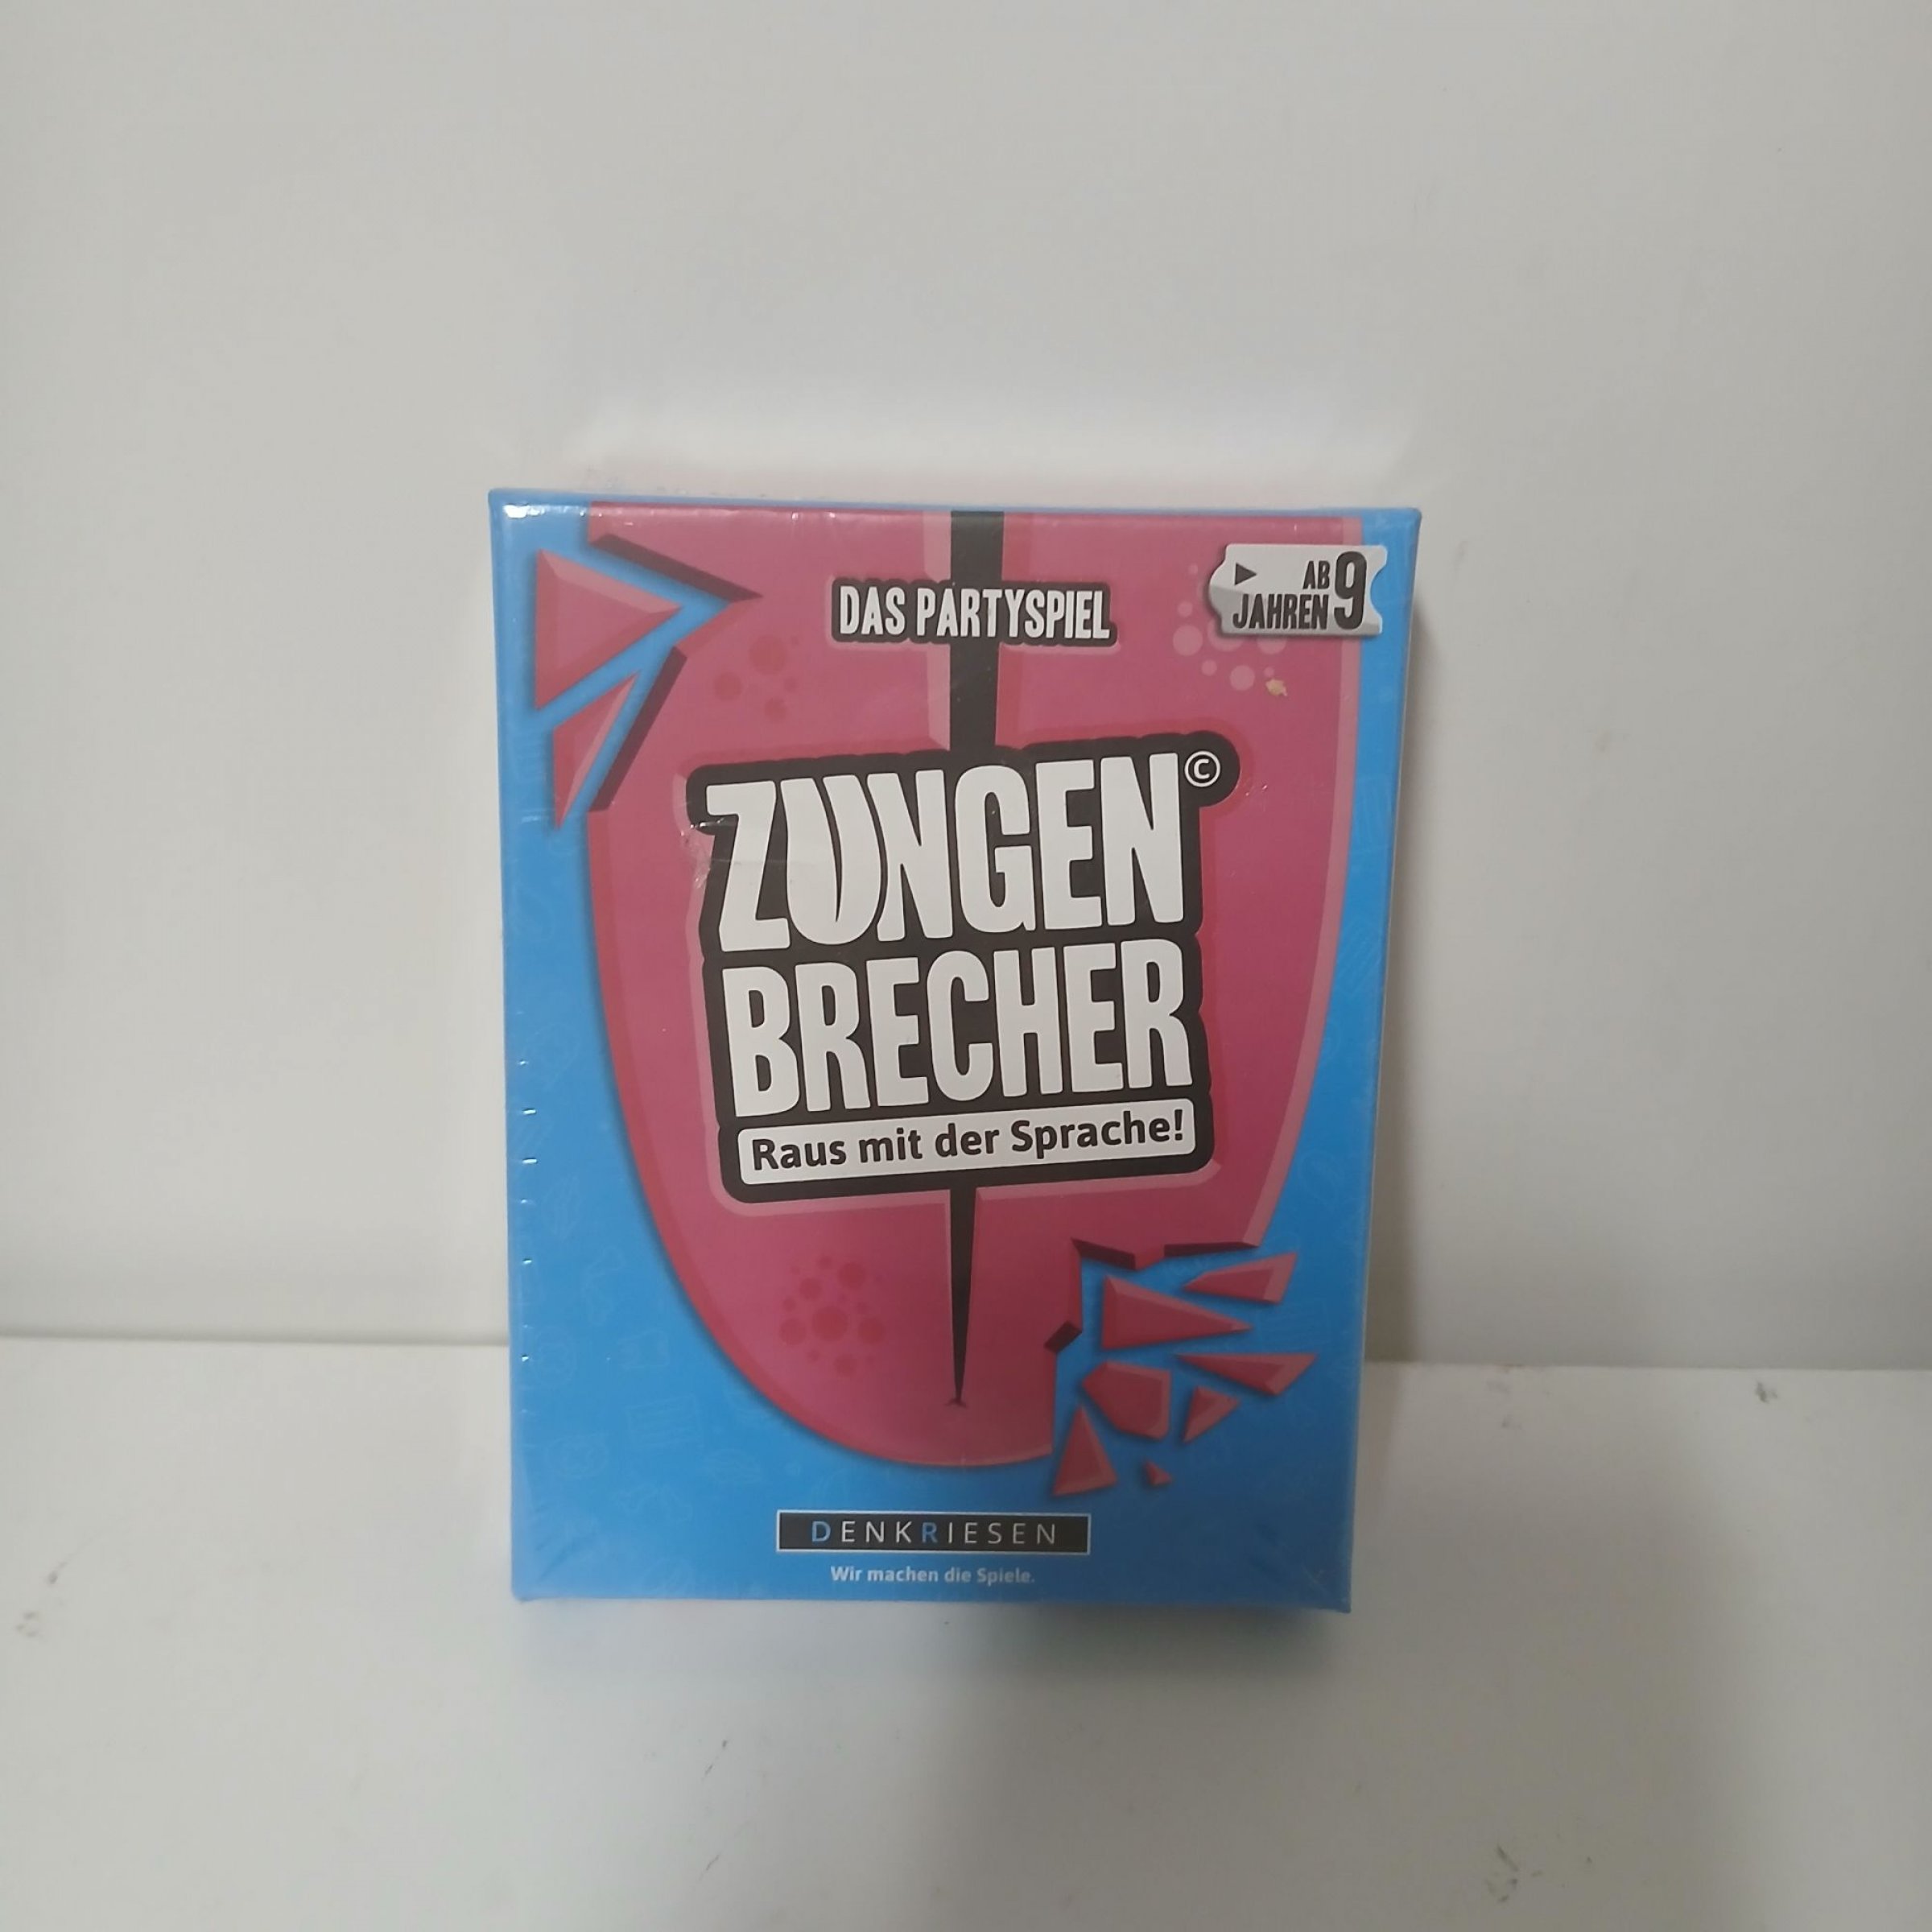 DAS PARTYSPIEL
AB 9
JAHREN
ZUNGEN©
BRECHER
Raus mit der Sprache!
DENKRIESEN
Wir machen die Spiele.